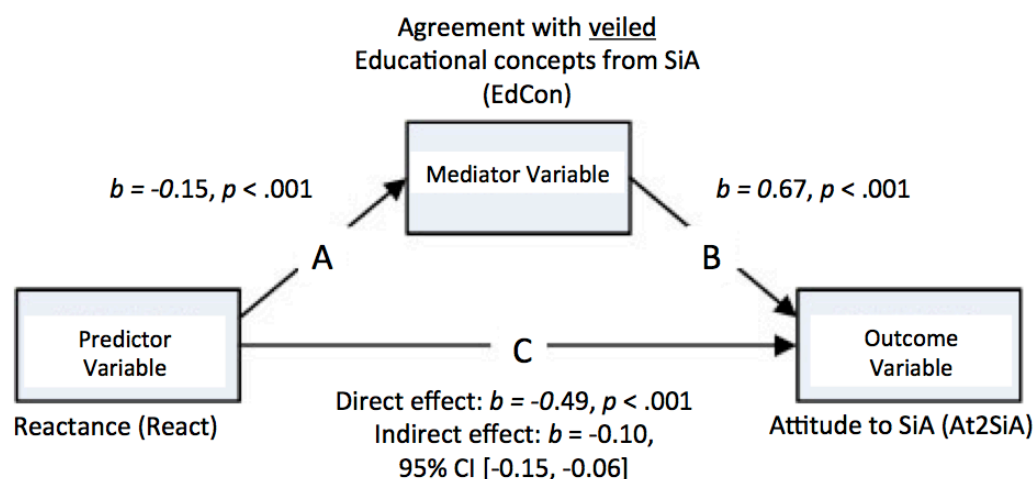 Agreement with veiled
Educational concepts from SiA
(EdCon)
Mediator Variable
b = -0.15, p < .001
b = 0.67, p < .001
A
B
Predictor
Variable
C
Outcome
Variable
Reactance (React)
Direct effect: b = -0.49, p < .001
Indirect effect: b = -0.10,
95% CI [-0.15, -0.06]
Attitude to SiA (At2SiA)